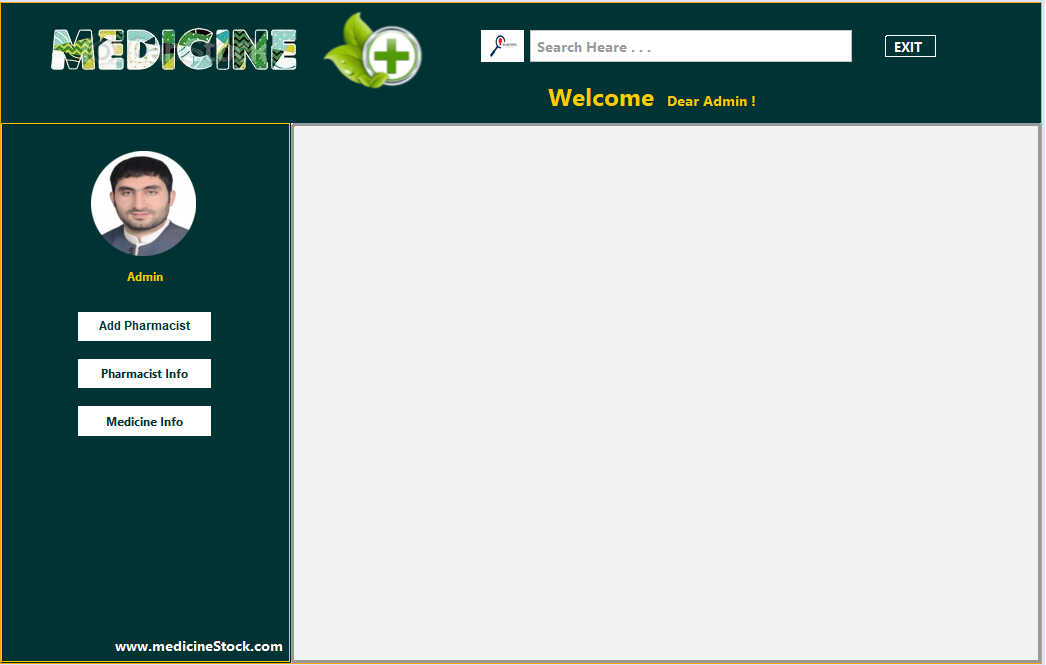 MEDICINE
Search Heare . . .
EXIT
Welcome Dear Admin !
Admin
Add Pharmacist
Pharmacist Info
Medicine Info
www.medicineStock.com